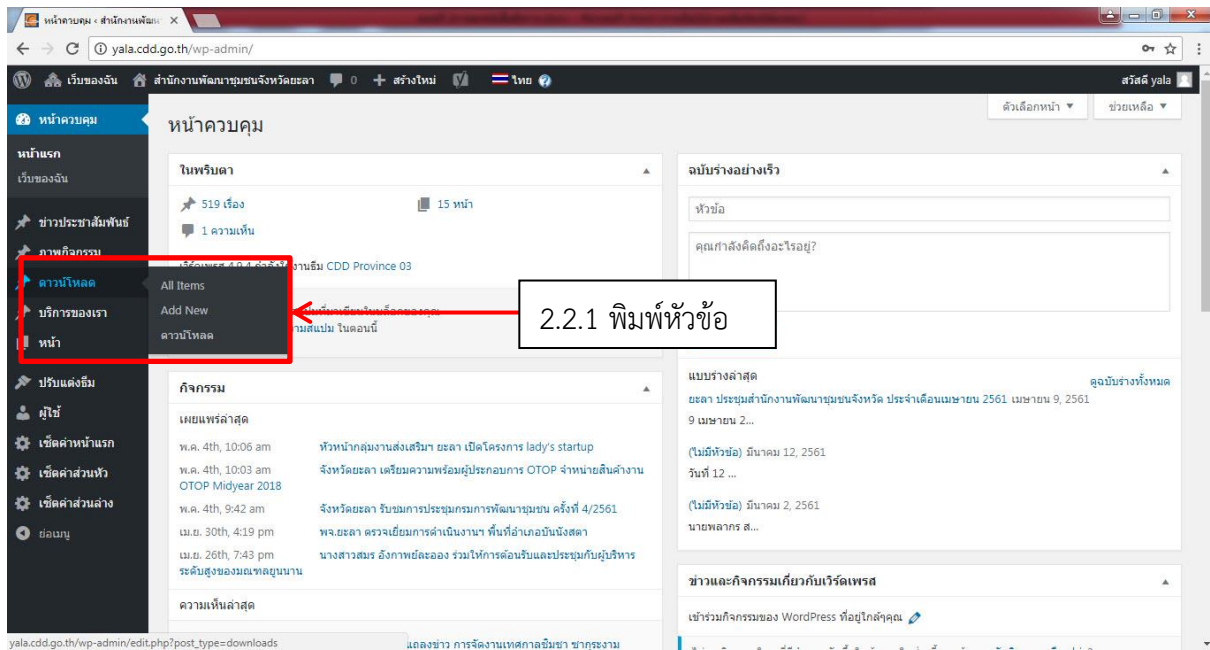 หน้าควบคุม ‹ สำนักงานพัฒน
yala.cdd.go.th/wp-admin/
เว็บของฉัน สำนักงานพัฒนาชุมชนจังหวัดยะลา 0 สร้างใหม่ ไทย สวัสดี yala
หน้าควบคุม
หน้าแรก
เว็บของฉัน
ข่าวประชาสัมพันธ์
ภาพกิจกรรม
ดาวน์โหลด
บริการของเรา
หน้า
ปรับแต่งธีม
ผู้ใช้
เซ็ตค่าหน้าแรก
เซ็ตค่าส่วนหัว
เซ็ตค่าส่วนล่าง
ย่อเมนู
All Items
Add New
ดาวน์โหลด
2.2.1 พิมพ์หัวข้อ
ตัวเลือกหน้า ช่วยเหลือ
หน้าควบคุม
ในพริบตา
519 เรื่อง 15 หน้า
1 ความเห็น
CDD Province 03
ในตอนนี้
กิจกรรม
เผยแพร่ล่าสุด
พ.ค. 4th, 10:06 am หัวหน้ากลุ่มงานส่งเสริมฯ ยะลา เปิดโครงการ lady's startup
พ.ค. 4th, 10:03 am จังหวัดยะลา เตรียมความพร้อมผู้ประกอบการ OTOP จำหน่ายสินค้างาน
OTOP Midyear 2018
พ.ค. 4th, 9:42 am จังหวัดยะลา รับชมการประชุมกรมการพัฒนาชุมชน ครั้งที่ 4/2561
เม.ย. 30th, 4:19 pm พจ.ยะลา ตรวจเยี่ยมการดำเนินงานฯ พื้นที่อำเภอบันนังสตา
เม.ย. 26th, 7:43 pm นางสาวสมร อังกาพย์ละออง ร่วมให้การต้อนรับและประชุมกับผู้บริหาร
ระดับสูงของมณฑลยูนนาน
ความเห็นล่าสุด
แถลงข่าว การจัดงานเทศกาล
ฉบับร่างอย่างเร็ว
หัวข้อ
คุณกำลังคิดถึงอะไรอยู่?
แบบร่างล่าสุด
ดูฉบับร่างทั้งหมด
ยะลา ประชุมสำนักงานพัฒนาชุมชนจังหวัด ประจำเดือนเมษายน 2561 เมษายน 9, 2561
9 เมษายน 2...
(ไม่มีหัวข้อ) มีนาคม 12, 2561
วันที่ 12 ...
(ไม่มีหัวข้อ) มีนาคม 2, 2561
นายพลากร ส...
ข่าวและกิจกรรมเกี่ยวกับเวิร์ดเพรส
เข้าร่วมกิจกรรมของ WordPress ที่อยู่ใกล้ๆคุณ
yala.cdd.go.th/wp-admin/edit.php?post_type=downloads